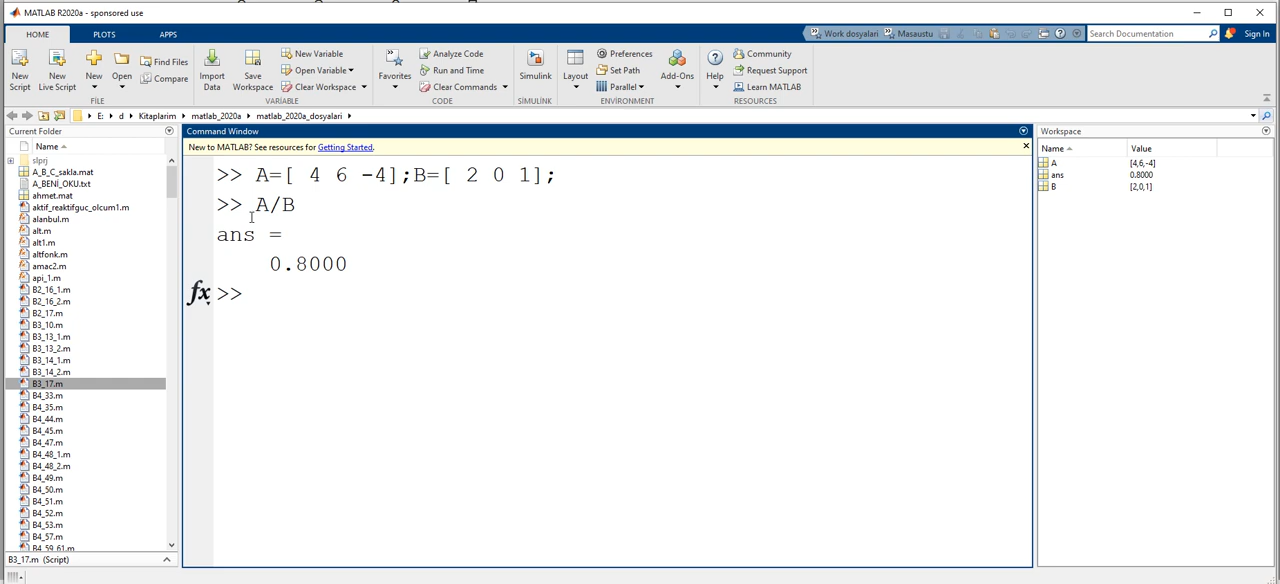 MATLAB R2020a - sponsored use
HOME PLOTS APPS
Work dosyalari Masaustu Search Documentation Sign In
New Script
New Live Script
New
Open
Find Files
Compare
FILE
Import Data
Save Workspace
New Variable
Open Variable
Clear Workspace
VARIABLE
Favorites
Analyze Code
Run and Time
Clear Commands
CODE
Simulink
SIMULINK
Layout
Preferences
Set Path
Parallel
Add-Ons
ENVIRONMENT
Help
Community
Request Support
Learn MATLAB
RESOURCES
E: ▸ d ▸ Kitaplarim ▸ matlab_2020a ▸ matlab_2020a_dosyalari ▸
Current Folder
Name
slprj
A_B_C_sakla.mat
A_BENİ_OKU.txt
ahmet.mat
aktif_reaktifguc_olcum1.m
alanbul.m
alt.m
alt1.m
altfonk.m
amac2.m
api_1.m
B2_16_1.m
B2_16_2.m
B2_17.m
B3_10.m
B3_13_1.m
B3_13_2.m
B3_14_1.m
B3_14_2.m
B3_17.m
B4_33.m
B4_35.m
B4_44.m
B4_45.m
B4_47.m
B4_48_1.m
B4_48_2.m
B4_49.m
B4_50.m
B4_51.m
B4_52.m
B4_53.m
B4_57.m
B4_59_61.m
B3_17.m (Script)
Command Window
New to MATLAB? See resources for Getting Started.
>> A=[ 4 6 -4];B=[ 2 0 1];
>> A/B
ans =
0.8000
fx >>
Workspace
Name Value
A [4,6,-4]
ans 0.8000
B [2,0,1]